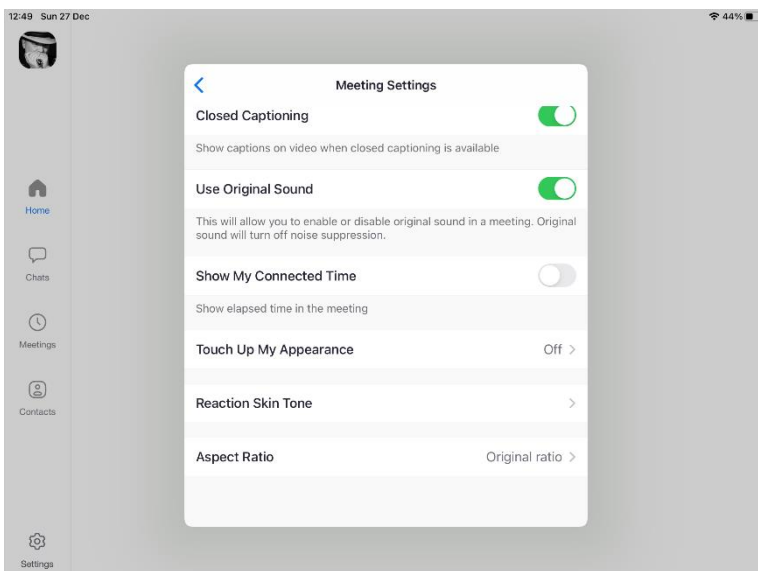 12:49 Sun 27 Dec
44%
Meeting Settings
Closed Captioning
Show captions on video when closed captioning is available
Use Original Sound
This will allow you to enable or disable original sound in a meeting. Original
sound will turn off noise suppression.
Show My Connected Time
Show elapsed time in the meeting
Touch Up My Appearance Off
Reaction Skin Tone
Aspect Ratio Original ratio
Home
Chats
Meetings
Contacts
Settings